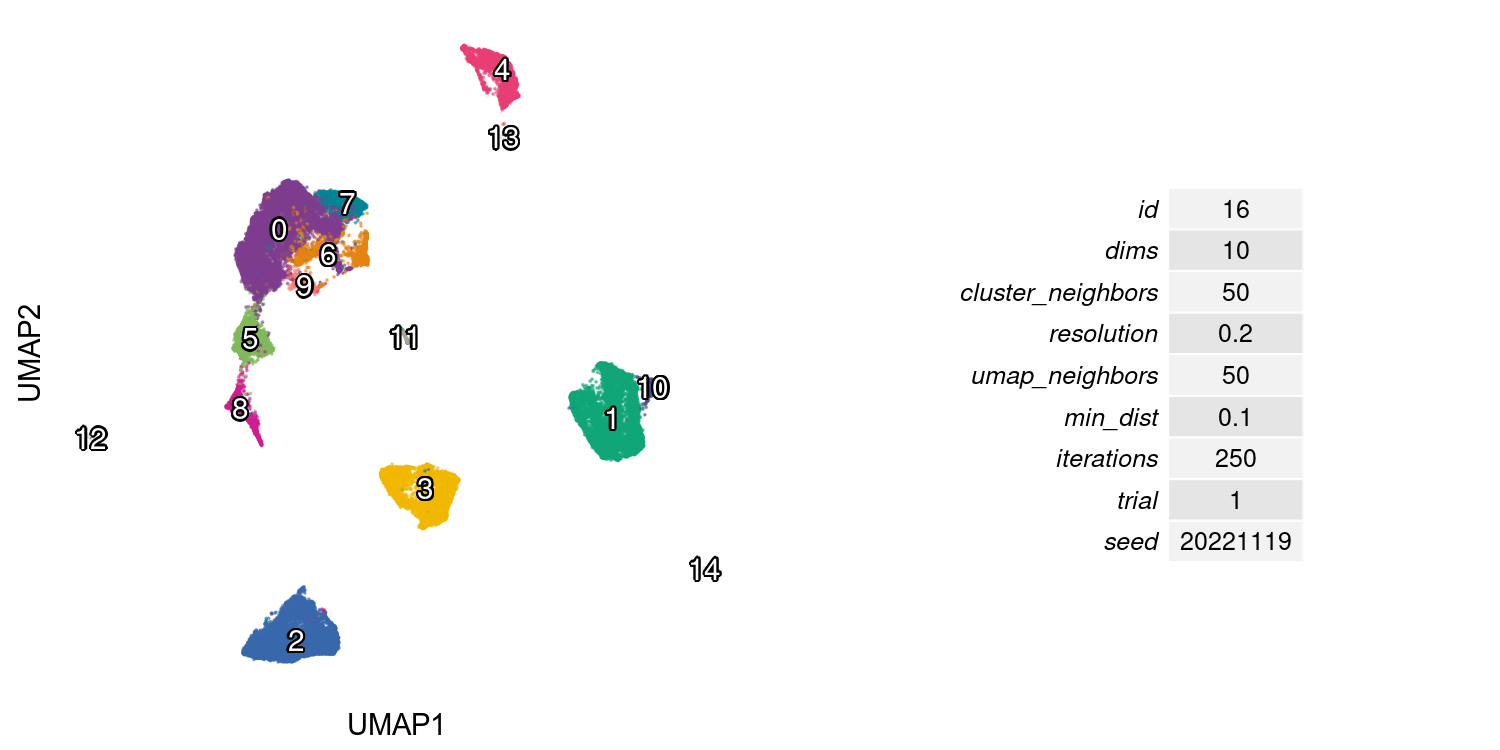 4
13
7
0
6
9
5
11
10
8
1
12
3
14
2
UMAP1
UMAP2
id 16
dims 10
cluster_neighbors 50
resolution 0.2
umap_neighbors 50
min_dist 0.1
iterations 250
trial 1
seed 20221119